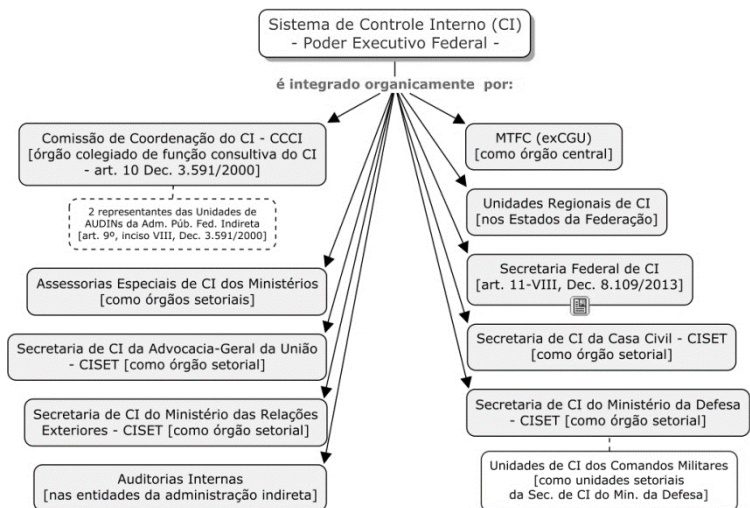 Sistema de Controle Interno (CI)
- Poder Executivo Federal -
é integrado organicamente por:
Comissão de Coordenação do CI - CCCI
[órgão colegiado de função consultiva do CI
- art. 10 Dec. 3.591/2000]
2 representantes das Unidades de
AUDINs da Adm. Púb. Fed. Indireta
[art. 9º, inciso VIII, Dec. 3.591/2000]
Assessorias Especiais de CI dos Ministérios
[como órgãos setoriais]
Secretaria de CI da Advocacia-Geral da União
- CISET [como órgão setorial]
Secretaria de CI do Ministério das Relações
Exteriores - CISET [como órgão setorial]
Auditorias Internas
[nas entidades da administração indireta]
MTFC (exCGU)
[como órgão central]
Unidades Regionais de CI
[nos Estados da Federação]
Secretaria Federal de CI
[art. 11-VIII, Dec. 8.109/2013]
Secretaria de CI da Casa Civil - CISET
[como órgão setorial]
Secretaria de CI do Ministério da Defesa
- CISET [como órgão setorial]
Unidades de CI dos Comandos Militares
[como unidades setoriais
da Sec. de CI do Min. da Defesa]